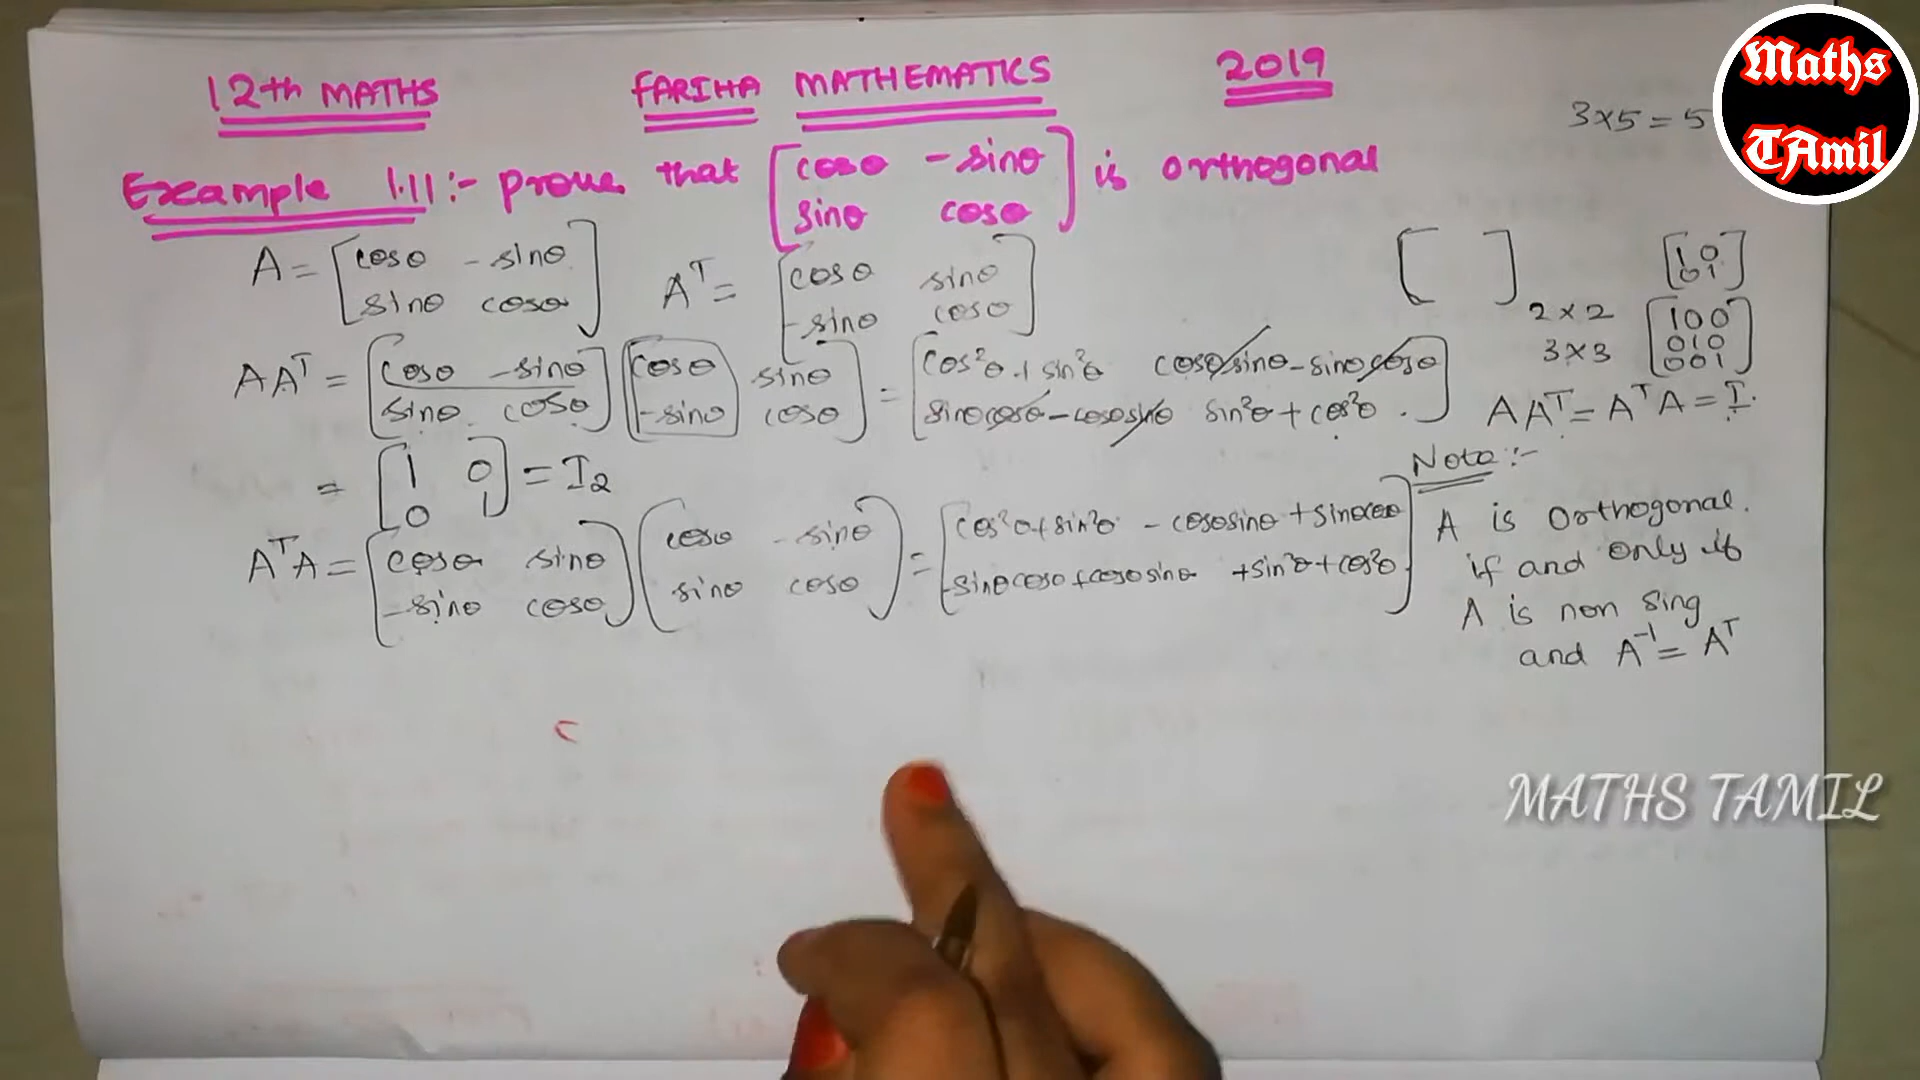 12th MATHS FARIHA MATHEMATICS 2019
3×5 = 5
Maths
TAmil
Example 1.11:- prove that [cosθ -sinθ
sinθ cosθ] is orthogonal
A = [cosθ -sinθ
sinθ cosθ] A^T = [cosθ sinθ
-sinθ cosθ]
AA^T = [cosθ -sinθ
sinθ cosθ] [cosθ sinθ
-sinθ cosθ] = [cos²θ + sin²θ cosθsinθ - sinθcosθ
sinθcosθ - cosθsinθ sin²θ + cos²θ]
= [1 0
0 1] = I₂
A^T A = [cosθ sinθ
-sinθ cosθ] [cosθ -sinθ
sinθ cosθ] = [cos²θ + sin²θ - cosθsinθ + sinθcosθ
-sinθcosθ + cosθsinθ + sin²θ + cos²θ]
[ ] 2×2 [1 0
0 1]
3×3 [1 0 0
0 1 0
0 0 1]
AA^T = A^T A = I.
Note:-
A is orthogonal.
if and only if
A is non sing
and A⁻¹ = A^T
MATHS TAMIL